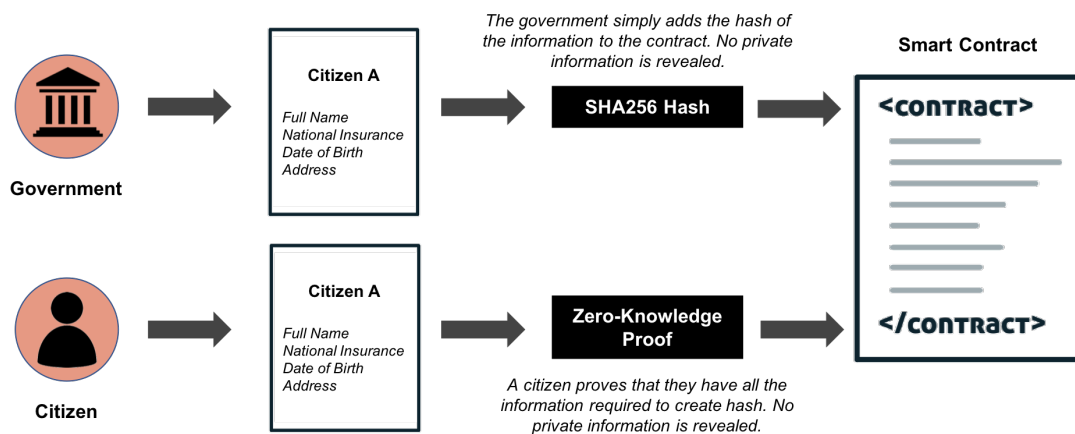 The government simply adds the hash of
the information to the contract. No private
information is revealed.
Smart Contract
Citizen A
Full Name
National Insurance
Date of Birth
Address
SHA256 Hash
<contract>
Government
Citizen A
Full Name
National Insurance
Date of Birth
Address
Zero-Knowledge
Proof
</contract>
A citizen proves that they have all the
information required to create hash. No
private information is revealed.
Citizen